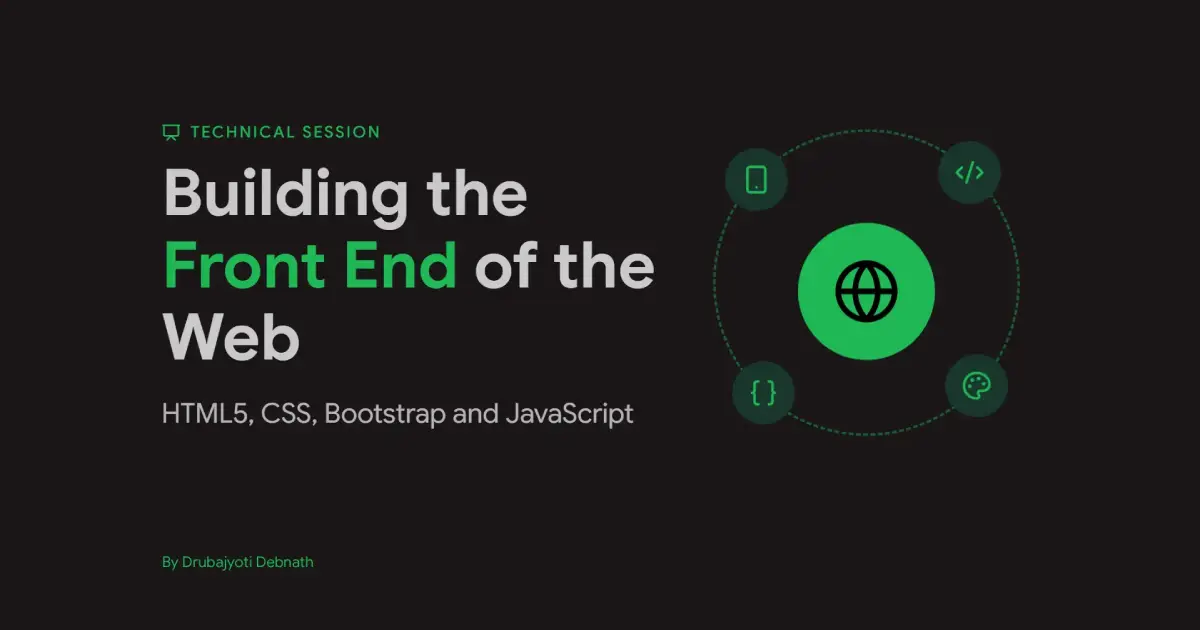 TECHNICAL SESSION
Building the
Front End of the
Web
HTML5, CSS, Bootstrap and JavaScript
By Drubajyoti Debnath